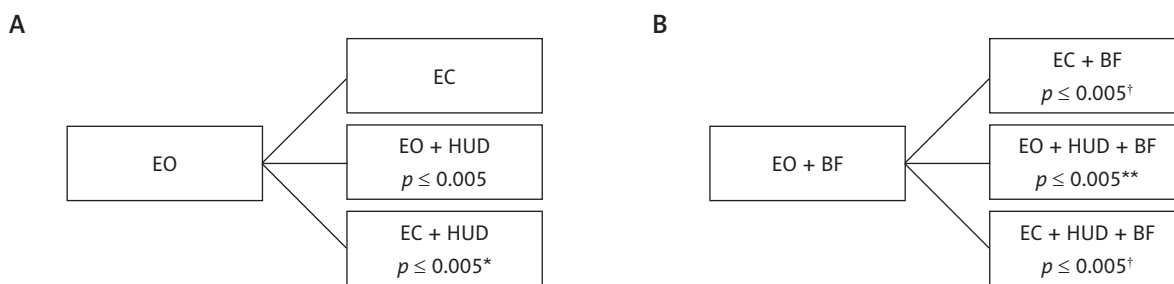 A
EO
EC
EO + HUD
p ≤ 0.005
EC + HUD
p ≤ 0.005*
B
EO + BF
EC + BF
p ≤ 0.005†
EO + HUD + BF
p ≤ 0.005**
EC + HUD + BF
p ≤ 0.005†